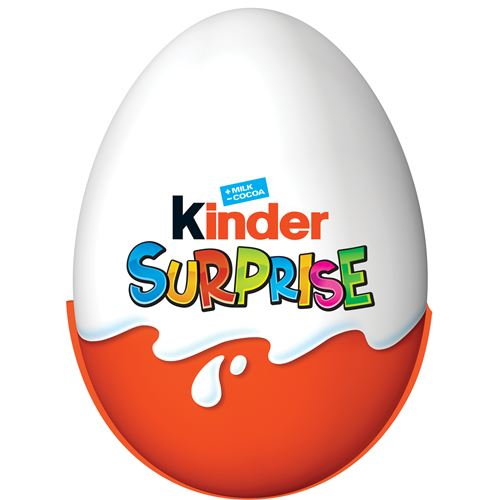 +MILK
-COCOA
Kinder
SURPRISE